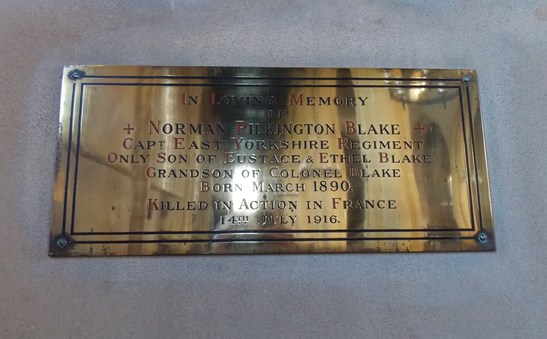 In Loving Memory
of
+ Norman Pilkington Blake +
Capt. East Yorkshire Regiment
Only Son of Eustace & Ethel Blake
Grandson of Colonel Blake
Born March 1890,
Killed in Action in France
14th July 1916.